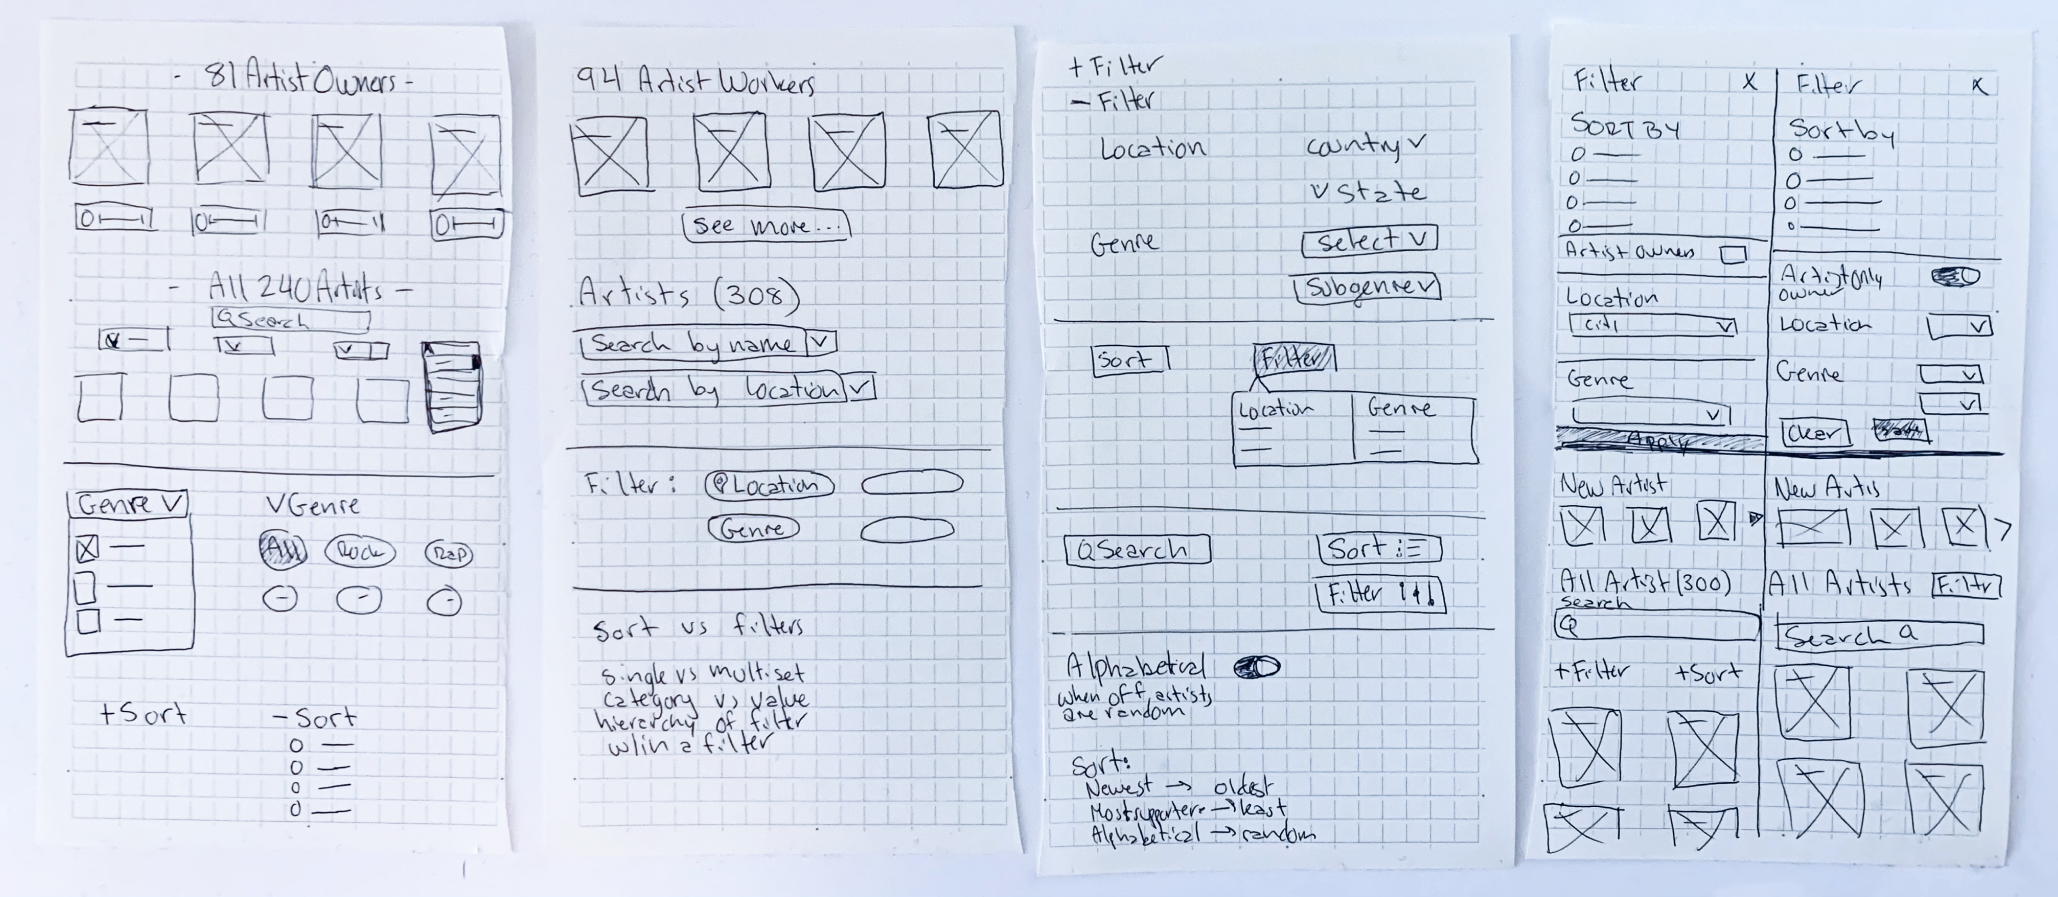 - 81 Artist Owners -
- All 240 Artists -
Search
Genre
Genre
All Rock Rap
+Sort
-Sort
94 Artist Workers
See more...
Artists (308)
Search by name
Search by location
Filter:
Location
Genre
Sort vs filters
single vs multiset
category vs value
hierarchy of filter
w/in a filter
+ Filter
- Filter
Location
country
state
Genre
select
Subgenre
Sort
Filter
Location
Genre
Search
Sort
Filter
Alphabetical
when off, artists
are random
Sort:
Newest → oldest
Most supporters → least
Alphabetical → random
Filter X
SORT BY
Artist Owners
Location
Genre
Apply
New Artist
All Artist (300)
Search
+Filter +Sort
Filter X
Sort by
Artist only
owner
Location
Genre
Clear
New Artis
All Artists
Filtr
Search